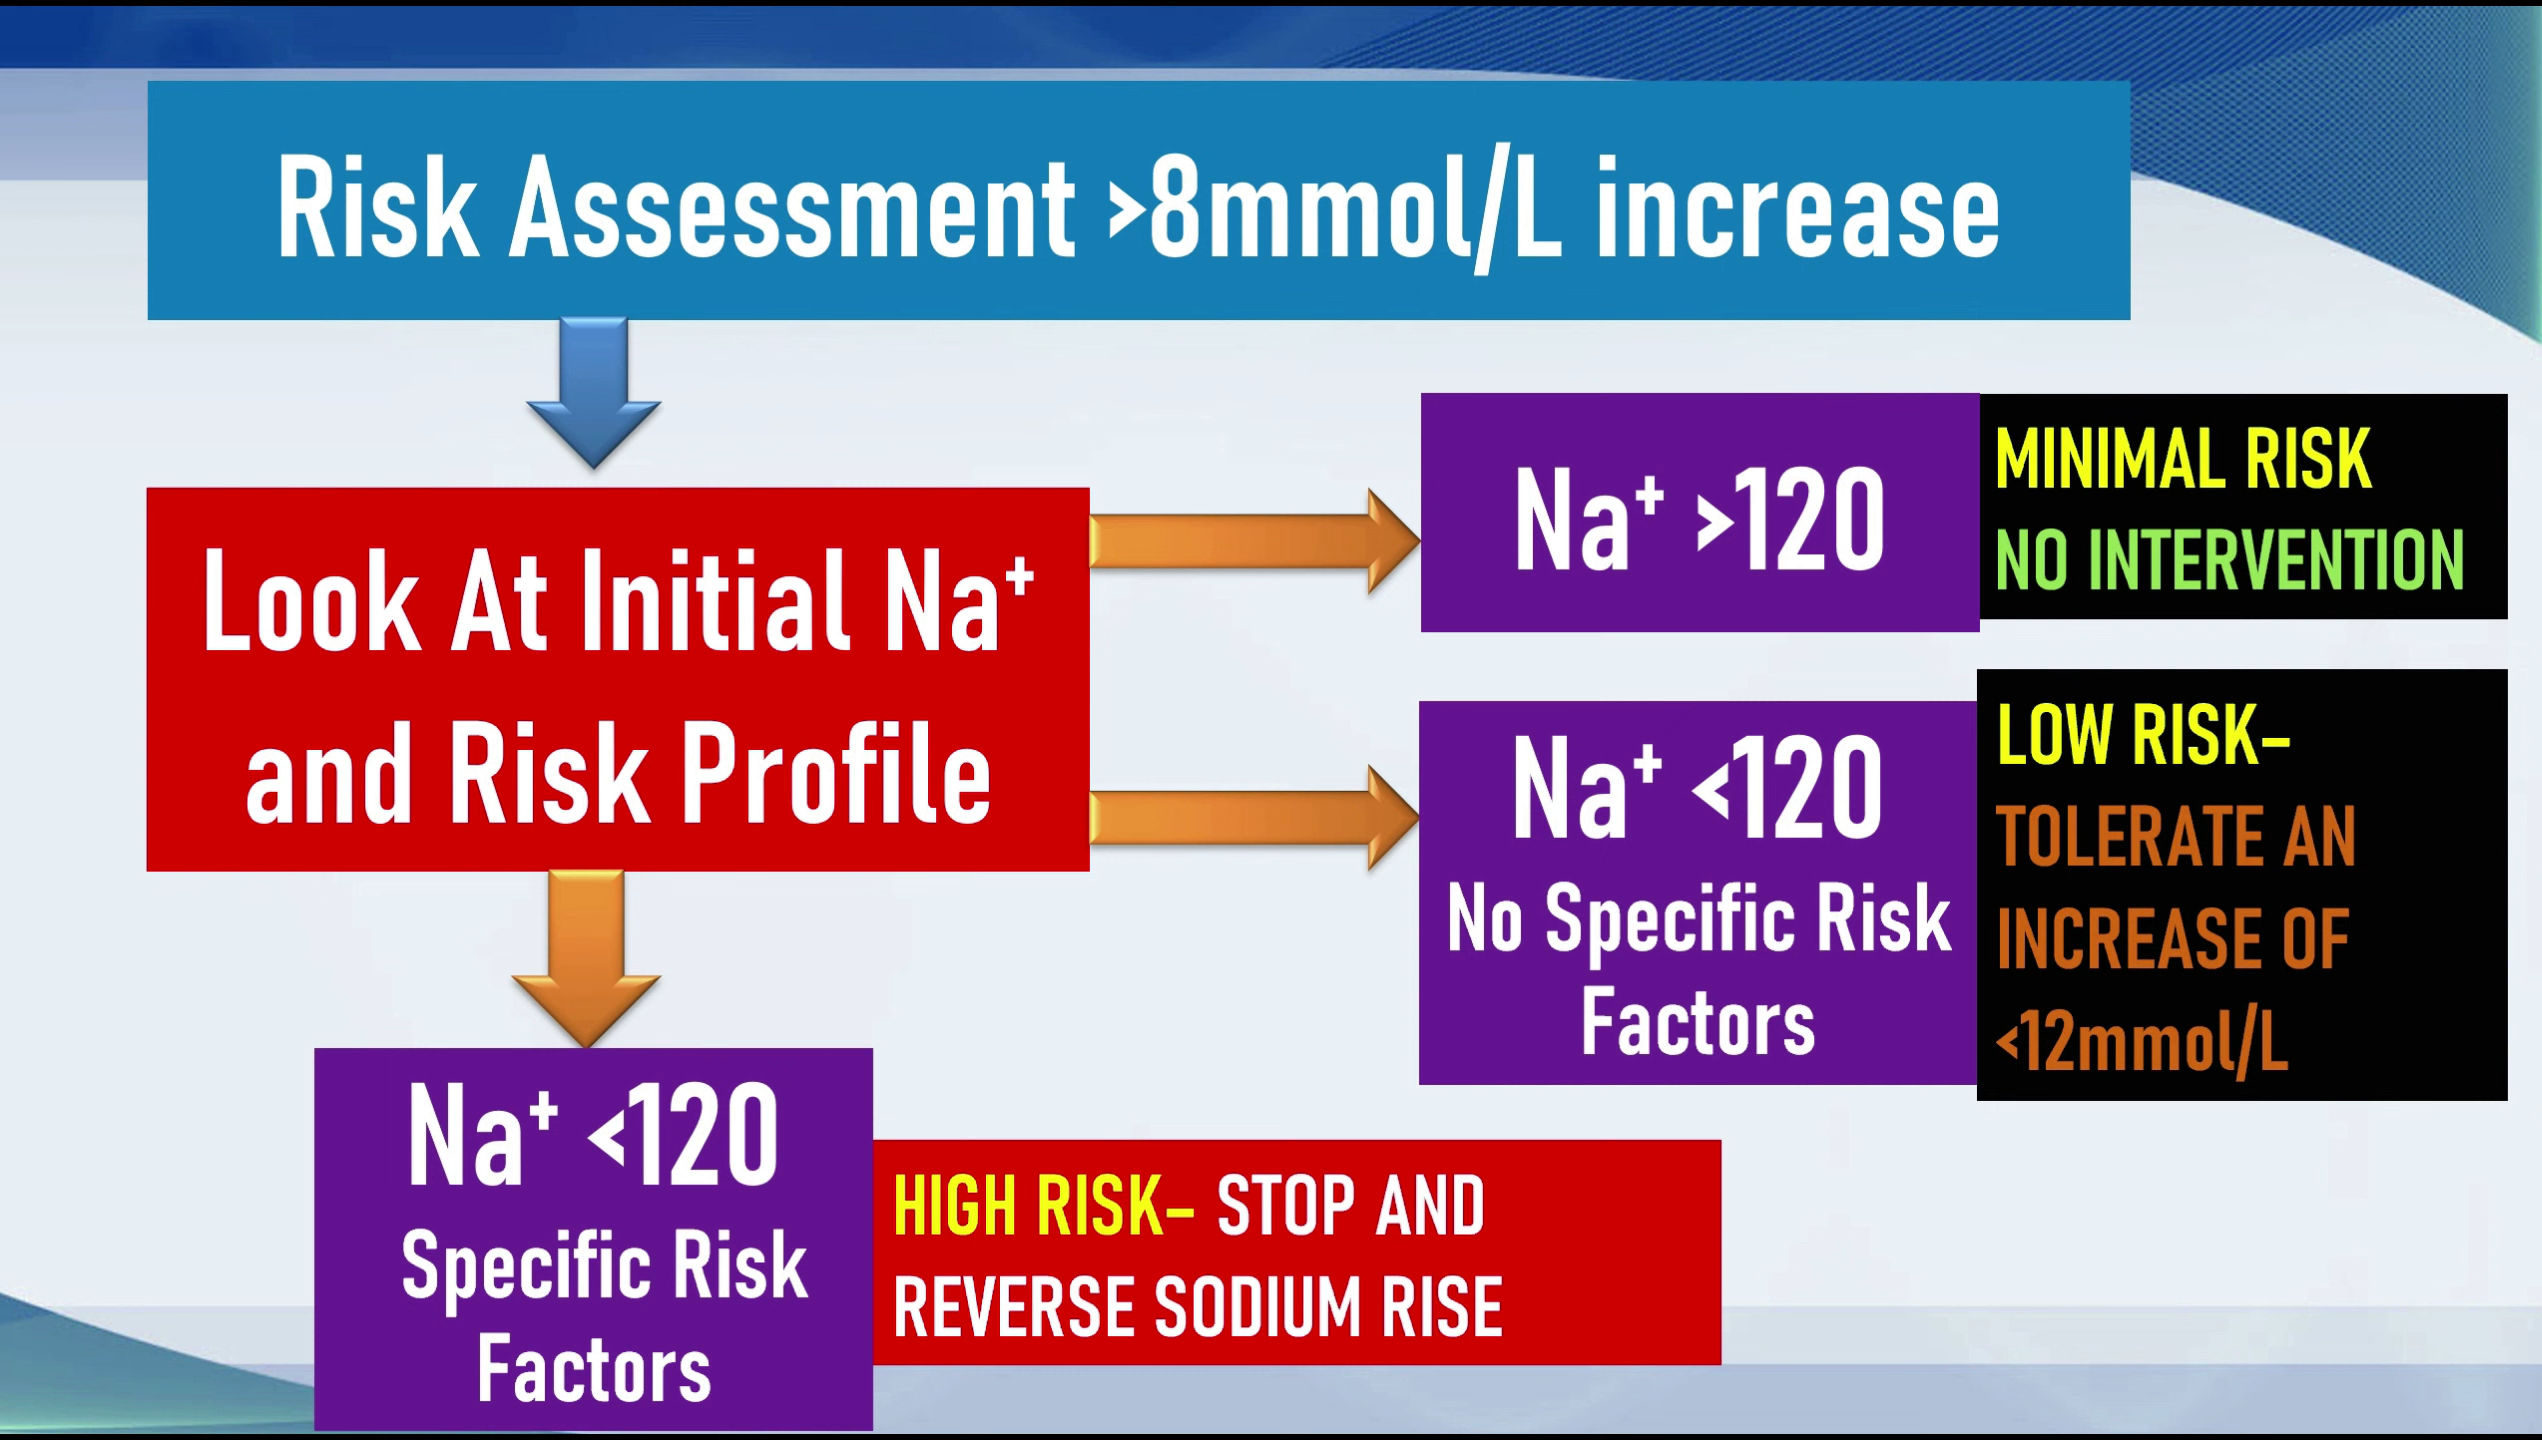 Risk Assessment >8mmol/L increase
Look At Initial Na⁺
and Risk Profile
Na⁺ >120
MINIMAL RISK
NO INTERVENTION
Na⁺ <120
No Specific Risk
Factors
LOW RISK-
TOLERATE AN
INCREASE OF
<12mmol/L
Na⁺ <120
Specific Risk
Factors
HIGH RISK- STOP AND
REVERSE SODIUM RISE